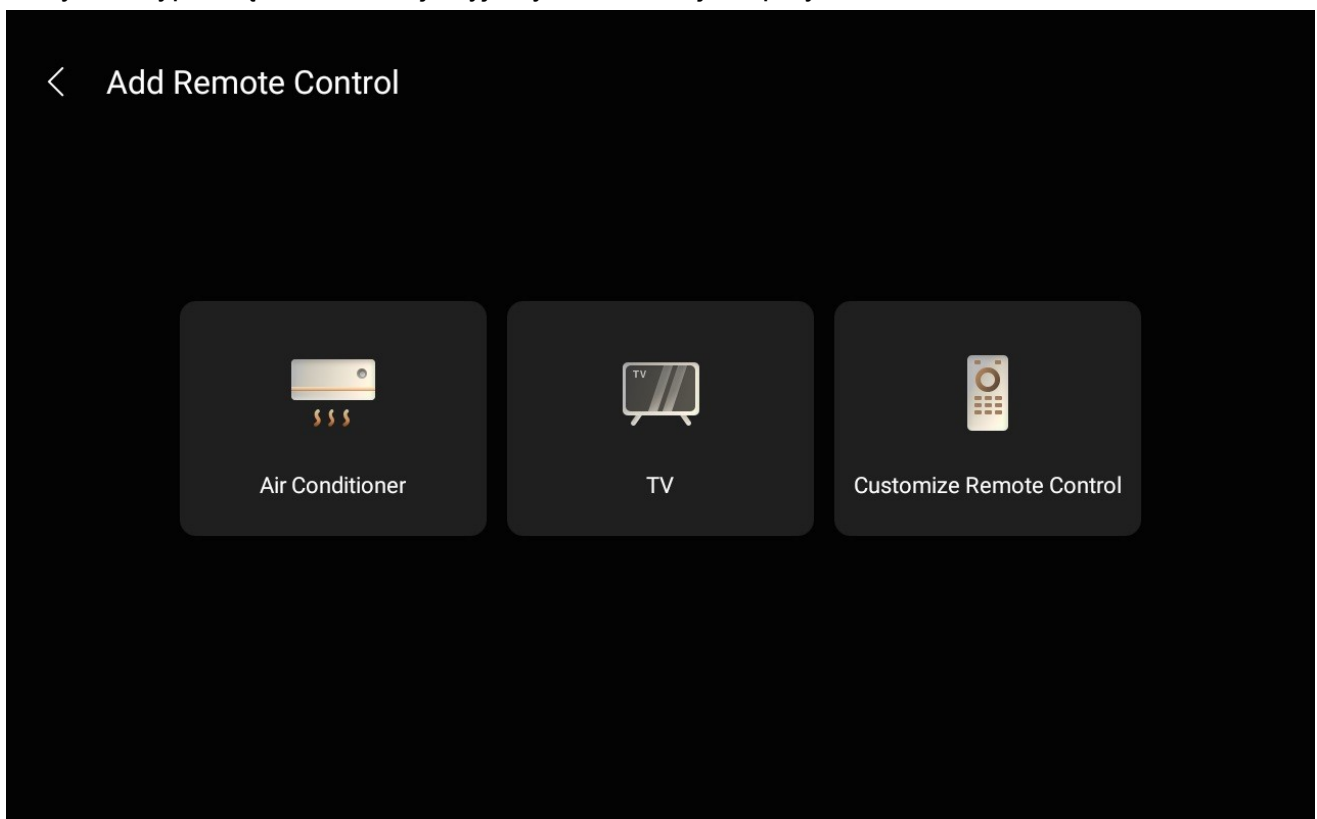 Add Remote Control
TV
Air Conditioner
TV
Customize Remote Control